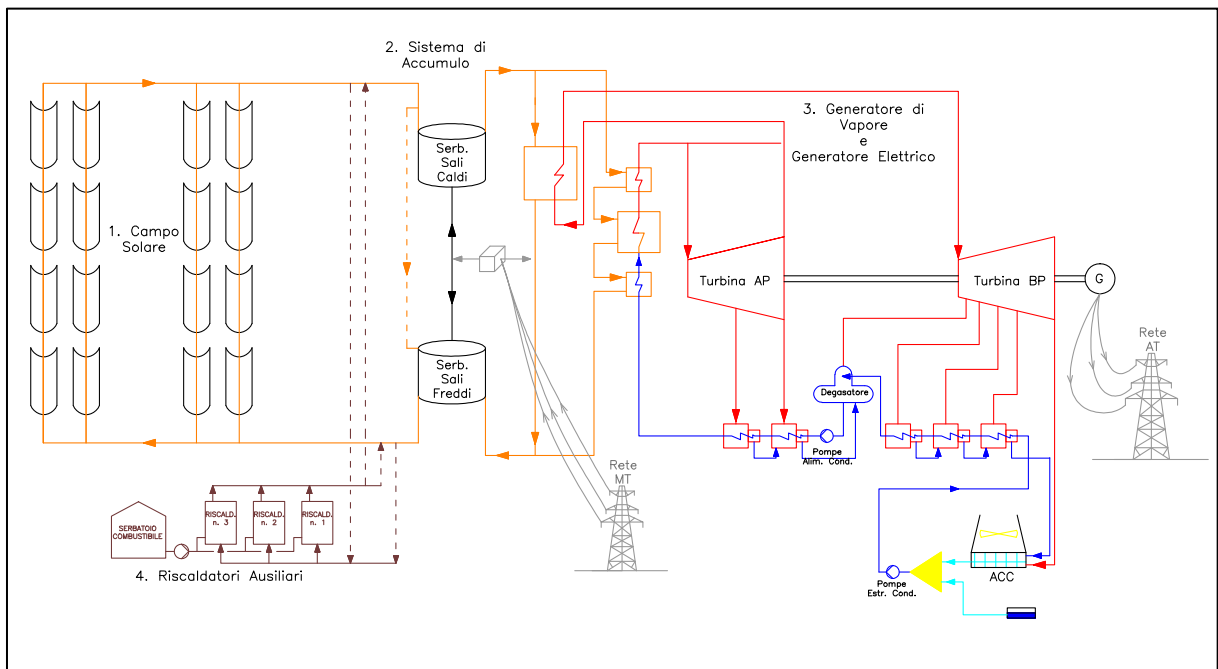 2. Sistema di
Accumulo
3. Generatore di
Vapore
e
Generatore Elettrico
Serb.
Sali
Caldi
1. Campo
Solare
Turbina AP
Turbina BP
G
Rete
AT
Serb.
Sali
Freddi
Degasatore
Pompe
Alim. Cond.
Rete
MT
SERBATOIO
COMBUSTIBILE
RISCALD.
n. 3
RISCALD.
n. 2
RISCALD.
n. 1
4. Riscaldatori Ausiliari
ACC
Pompe
Estr. Cond.